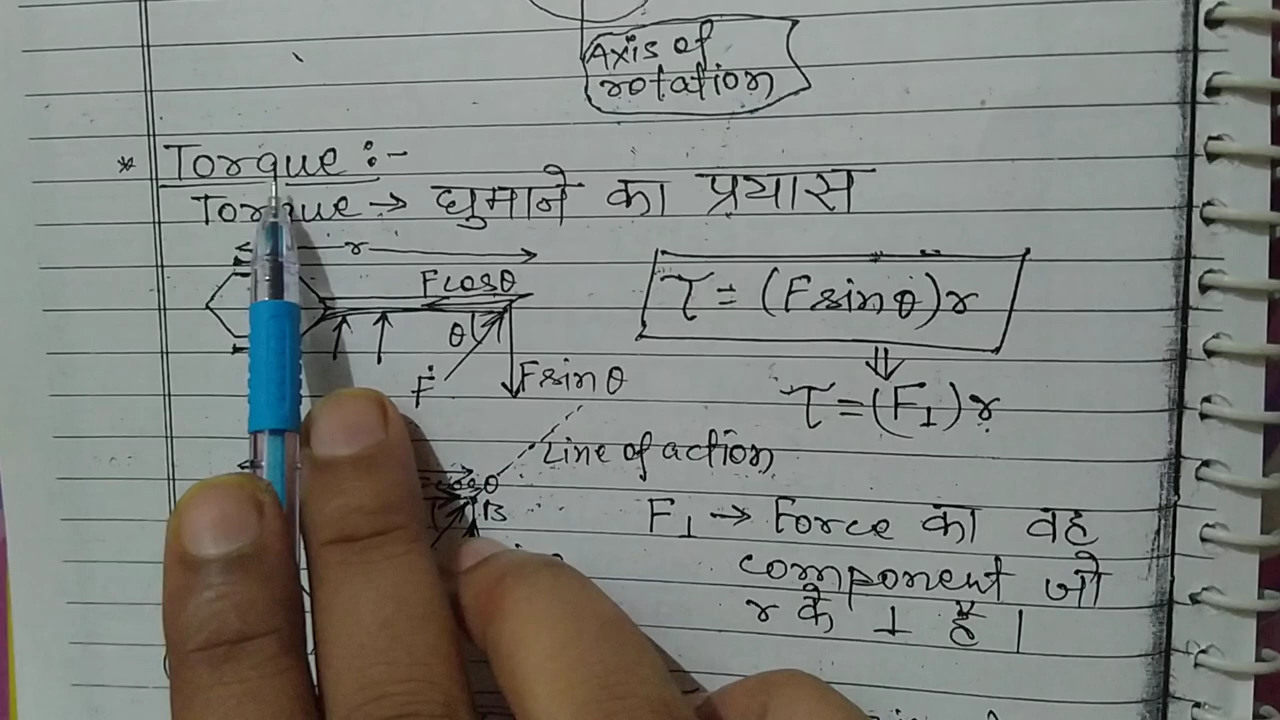 Axis of
rotation
* Torque :-
Torque → घुमाने का प्रयास
r
Fcosθ
θ
F
Fsinθ
τ = (Fsinθ)r
⇓
τ = (F⊥)r
Line of action
θ
B
F⊥ → Force का वह
component जो
r के ⊥ है।